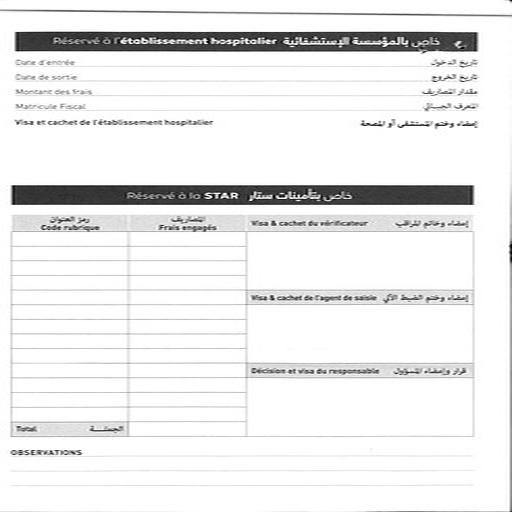 Réservé à l'établissement hospitalier خاص بالمؤسسة الإستشفائية
Date d'entrée تاريخ الدخول
Date de sortie تاريخ الخروج
Montant des frais مقدار المصاريف
Matricule Fiscal المعرف الجبائي
Visa et cachet de l'établissement hospitalier إمضاء وختم المستشفى أو المصحة
Réservé à la STAR خاص بتأمينات ستار
رمز العنوان المصاريف
Code rubrique Frais engagés
Visa & cachet du vérificateur إمضاء وخاتم المراقب
Visa & cachet de l'agent de saisie إمضاء وختم الضبط الآلي
Décision et visa du responsable قرار وإمضاء المسؤول
Total الجملـــة
OBSERVATIONS